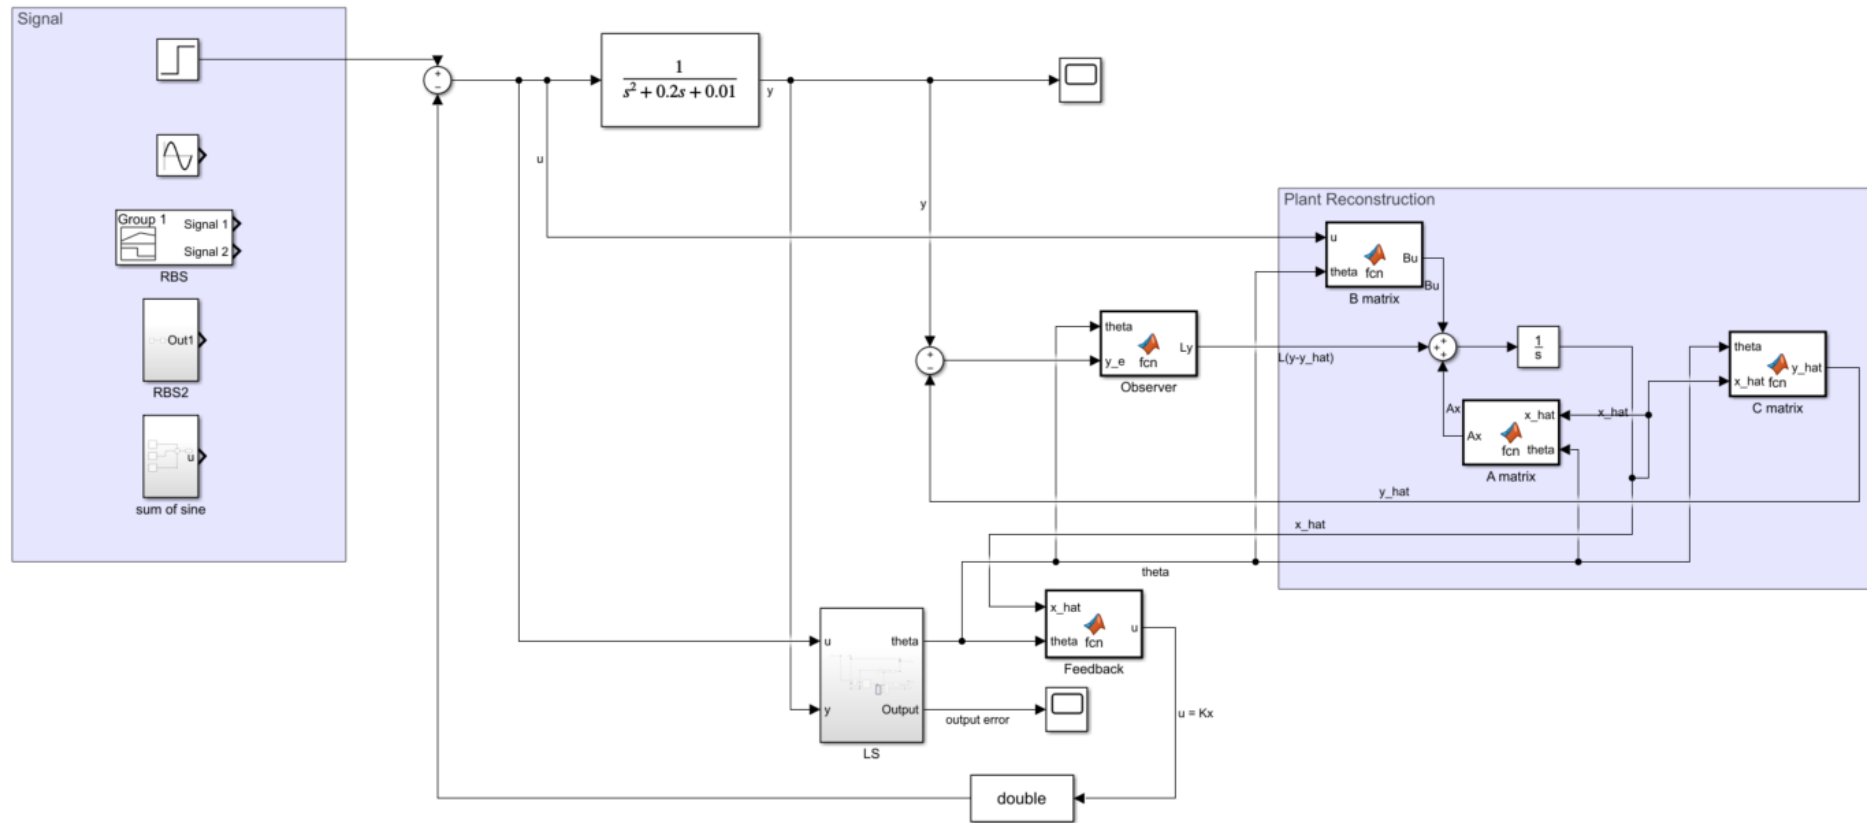 Signal
Group 1
Signal 1
Signal 2
RBS
Out1
RBS2
u
sum of sine
+
−
1
s² + 0.2s + 0.01
y
u
y
+
−
theta
y_e
fcn
Ly
Observer
L(y-y_hat)
Plant Reconstruction
u
theta
fcn
Bu
B matrix
Bu
+
+
+
1
s
Ax
x_hat
Ax
fcn
theta
A matrix
x_hat
theta
x_hat
fcn
y_hat
C matrix
y_hat
x_hat
theta
u
theta
y
Output
LS
output error
x_hat
theta
fcn
u
Feedback
u = Kx
double